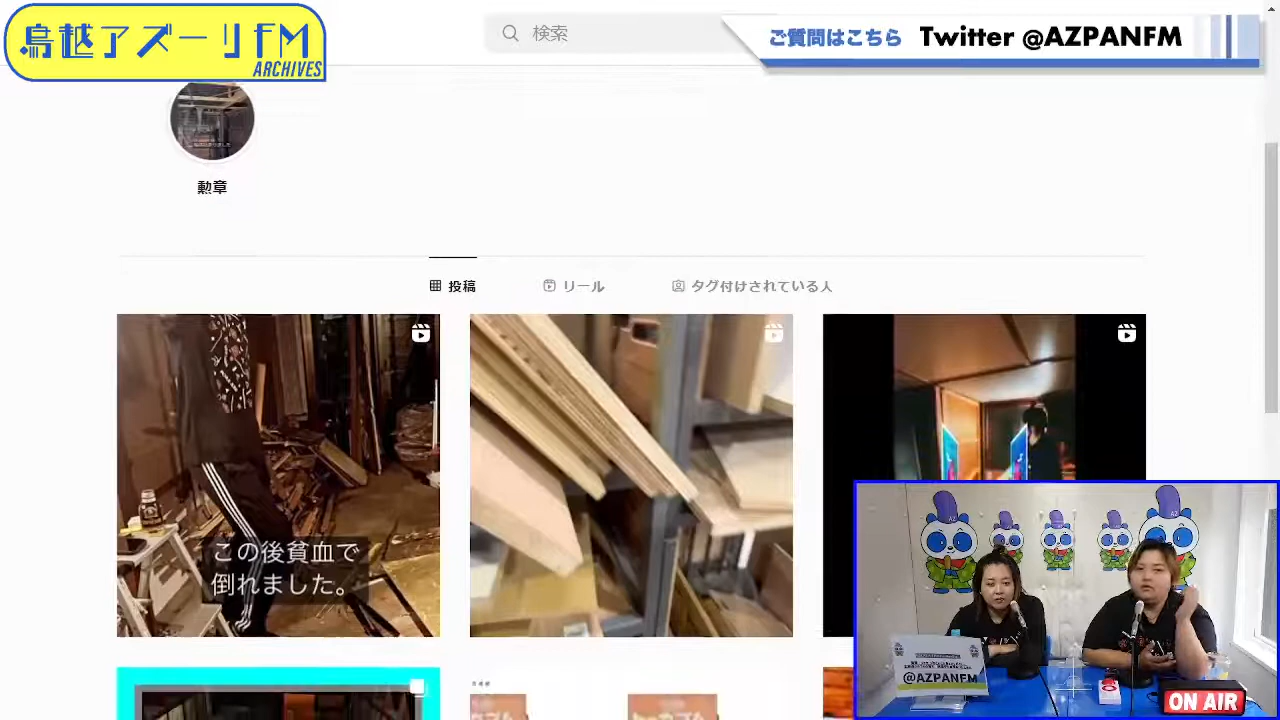 鳥越アズーリFM
ARCHIVES
検索
ご質問はこちら Twitter @AZPANFM
勲章
投稿
リール
タグ付けされている人
この後貧血で
倒れました。
@AZPANFM
ON AIR